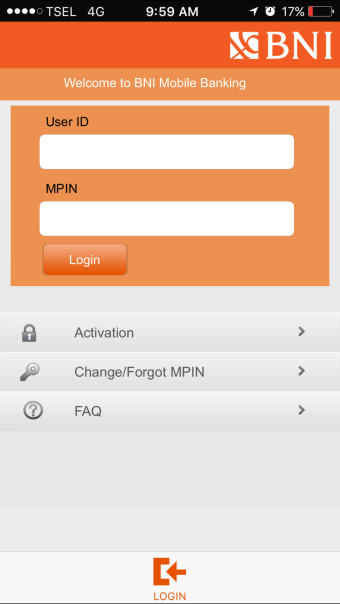 TSEL 4G 9:59 AM 17%
BNI
Welcome to BNI Mobile Banking
User ID
MPIN
Login
Activation
Change/Forgot MPIN
FAQ
LOGIN